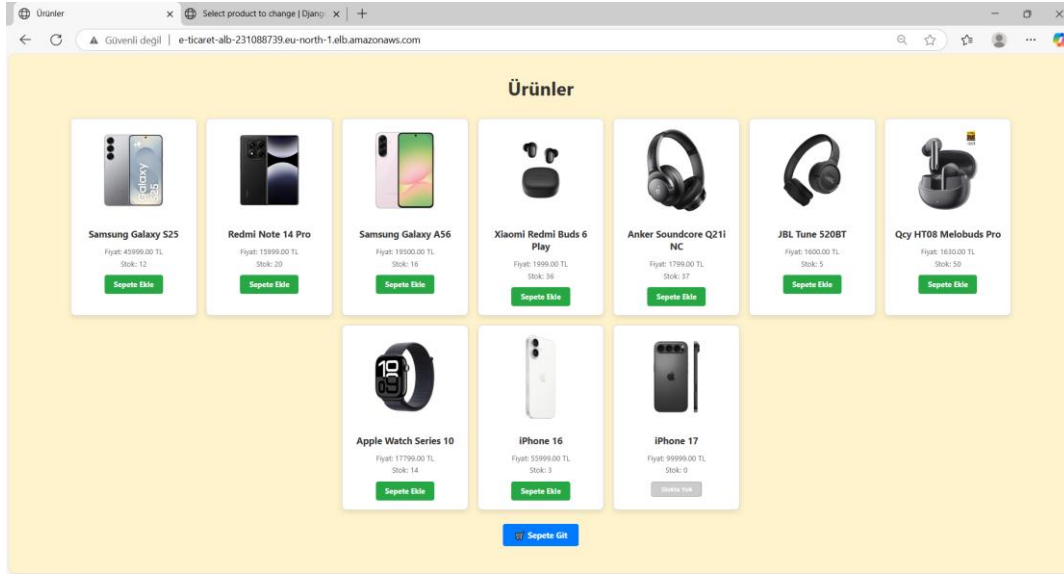 Ürünler
Select product to change | Djang
Güvenli değil
e-ticaret-alb-231088739.eu-north-1.elb.amazonaws.com
Ürünler
Galaxy S25
Samsung Galaxy S25
Fiyat: 45999.00 TL
Stok: 12
Sepete Ekle
Redmi Note 14 Pro
Fiyat: 15999.00 TL
Stok: 20
Sepete Ekle
Samsung Galaxy A56
Fiyat: 19500.00 TL
Stok: 16
Sepete Ekle
Xiaomi Redmi Buds 6
Play
Fiyat: 1999.00 TL
Stok: 36
Sepete Ekle
Anker Soundcore Q21i
NC
Fiyat: 1799.00 TL
Stok: 37
Sepete Ekle
JBL Tune 520BT
Fiyat: 1600.00 TL
Stok: 5
Sepete Ekle
Qcy HT08 Melobuds Pro
Fiyat: 1630.00 TL
Stok: 50
Sepete Ekle
10
09
Apple Watch Series 10
Fiyat: 17799.00 TL
Stok: 14
Sepete Ekle
iPhone 16
Fiyat: 55999.00 TL
Stok: 3
Sepete Ekle
iPhone 17
Fiyat: 99999.00 TL
Stok: 0
Stokta Yok
Sepete Git